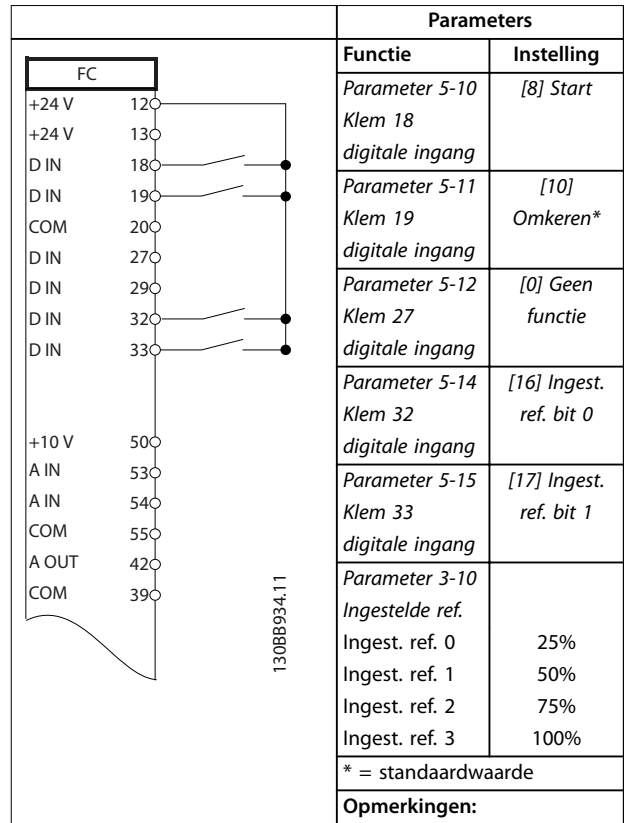 FC
+24 V 12
+24 V 13
D IN 18
D IN 19
COM 20
D IN 27
D IN 29
D IN 32
D IN 33
+10 V 50
A IN 53
A IN 54
COM 55
A OUT 42
COM 39
130BB934.11
Parameters
Functie Instelling
Parameter 5-10 [8] Start
Klem 18
digitale ingang
Parameter 5-11 [10]
Klem 19 Omkeren*
digitale ingang
Parameter 5-12 [0] Geen
Klem 27 functie
digitale ingang
Parameter 5-14 [16] Ingest.
Klem 32 ref. bit 0
digitale ingang
Parameter 5-15 [17] Ingest.
Klem 33 ref. bit 1
digitale ingang
Parameter 3-10
Ingestelde ref.
Ingest. ref. 0 25%
Ingest. ref. 1 50%
Ingest. ref. 2 75%
Ingest. ref. 3 100%
* = standaardwaarde
Opmerkingen: